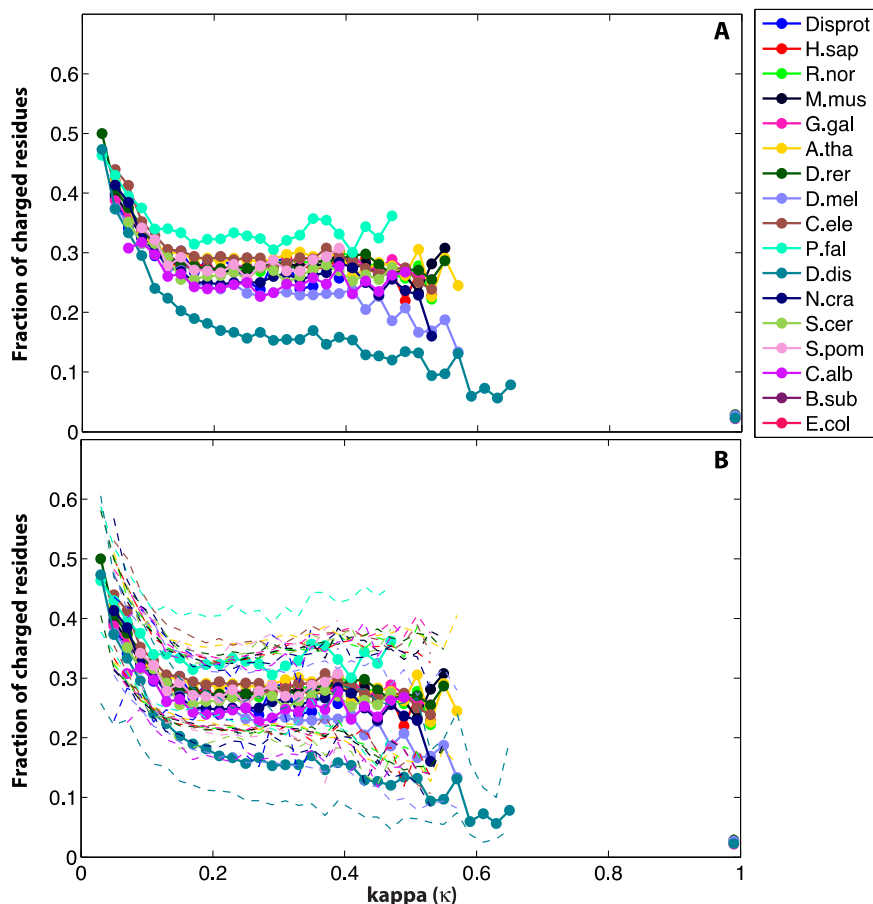 A
Fraction of charged residues
0.6
0.5
0.4
0.3
0.2
0.1
0
Disprot
H.sap
R.nor
M.mus
G.gal
A.tha
D.rer
D.mel
C.ele
P.fal
D.dis
N.cra
S.cer
S.pom
C.alb
B.sub
E.col
B
Fraction of charged residues
0.6
0.5
0.4
0.3
0.2
0.1
0
0
0.2
0.4
0.6
0.8
1
kappa (κ)